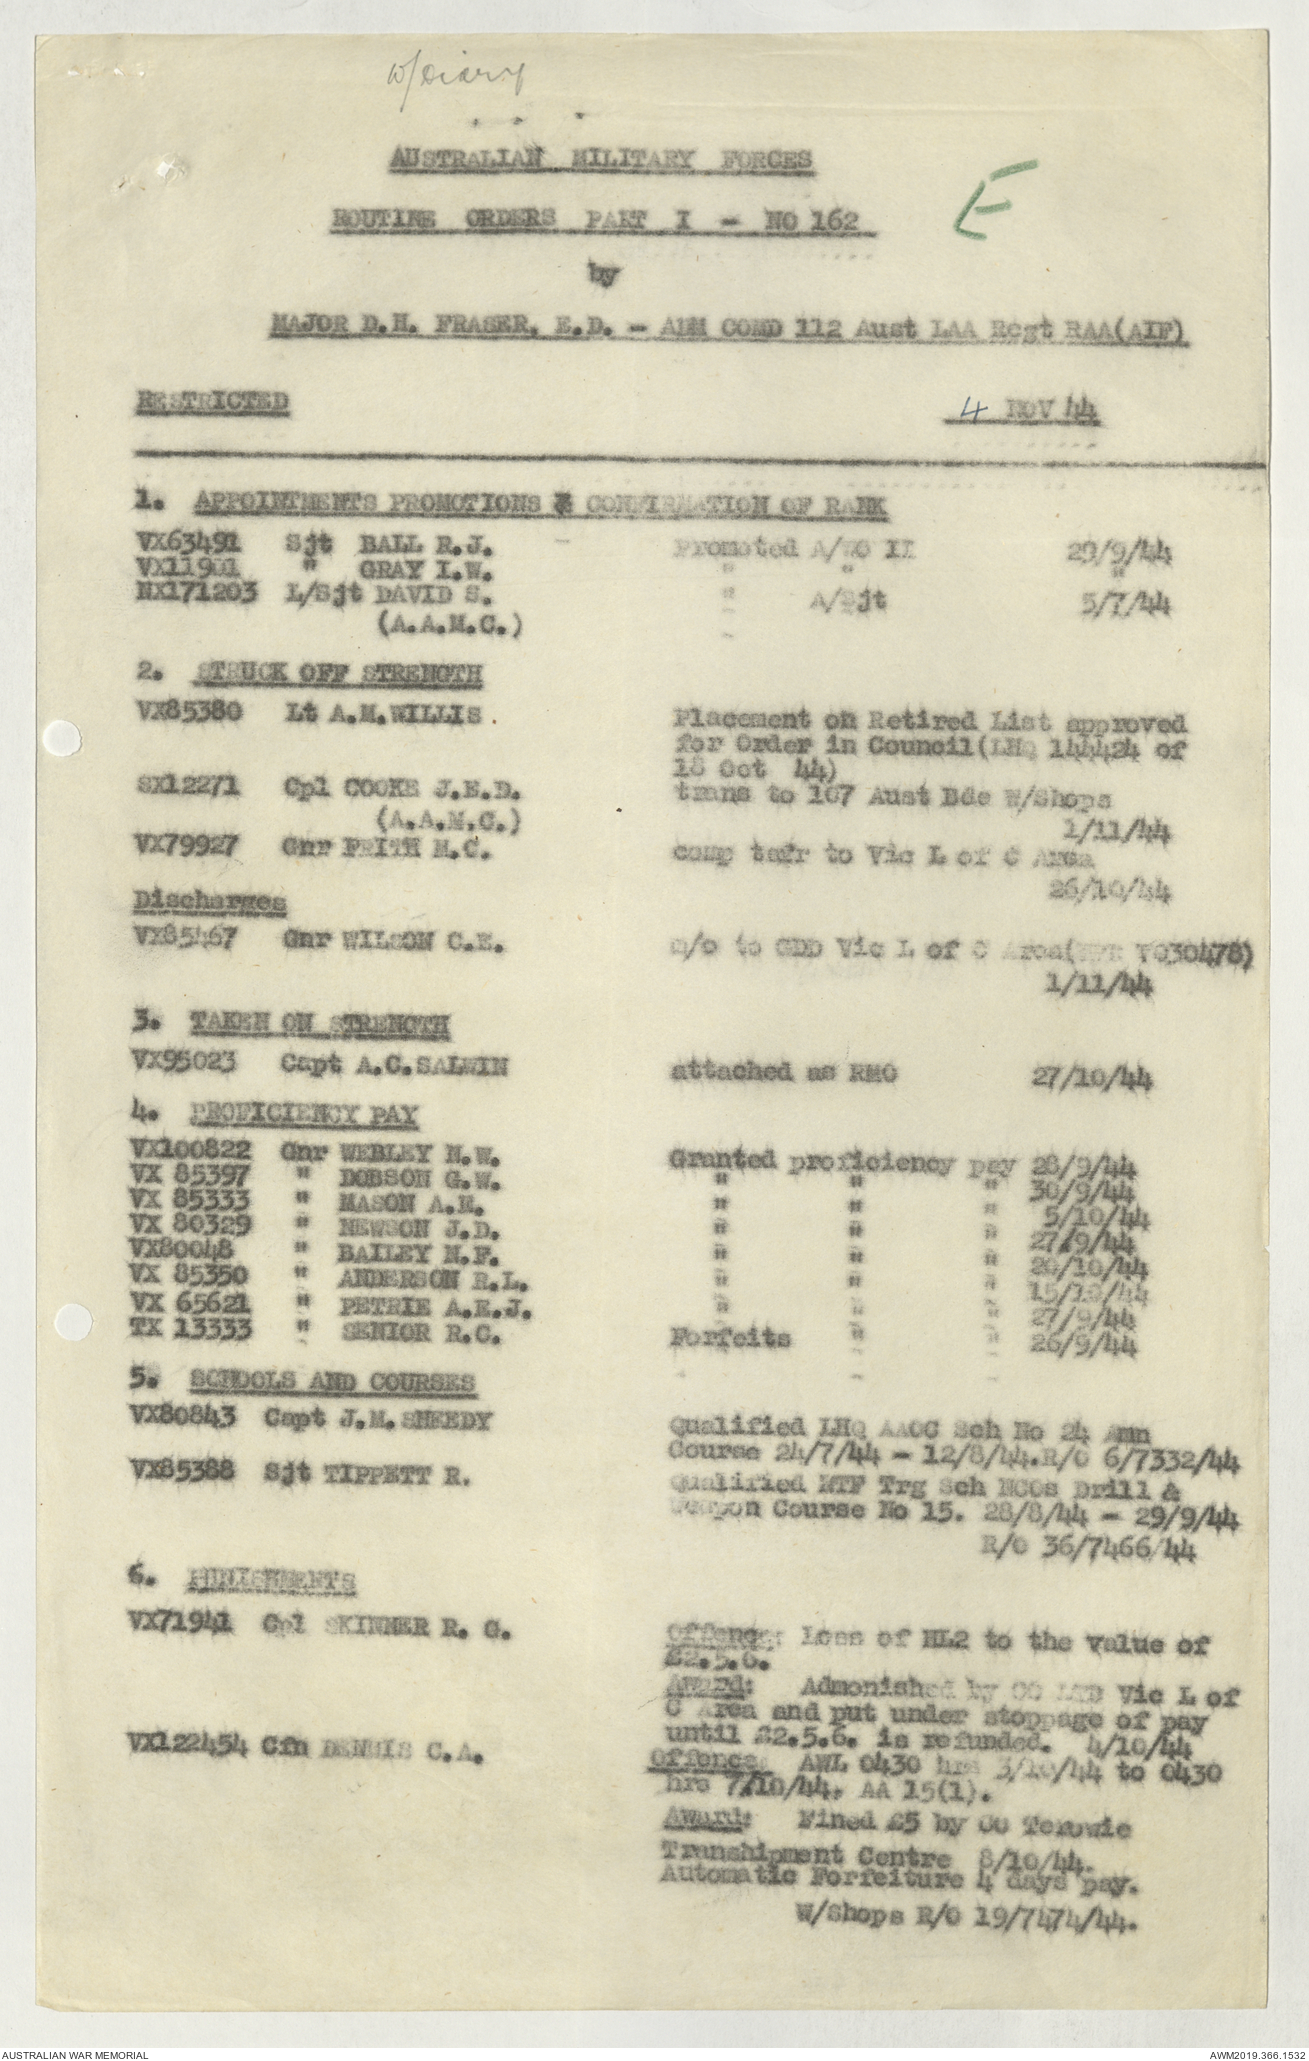 W/Diary
AUSTRALIAN MILITARY FORCES
E
ROUTINE ORDERS PART I - NO 162
by
MAJOR D.H. FRASER, E.D. - ADM COMD 112 Aust LAA Regt RAA(AIF)
RESTRICTED 4 NOV 44
1. APPOINTMENTS PROMOTIONS & CONFIRMATION OF RANK
VX63491 Sjt BALL R.J. - Promoted A/WO II 29/9/44
VX11901 " GRAY I.W. " " "
NX171203 L/Sjt DAVID S. " A/Sjt 5/7/44
(A.A.M.C.)
2. STRUCK OFF STRENGTH
VX85380 Lt A.M.WILLIS. Placement on Retired List approved
for Order in Council(LHQ 144424 of
18 Oct 44)
SX12271 Cpl COOKE J.E.D. trans to 107 Aust Bde W/Shops
(A.A.M.C.) 1/11/44
VX79927 Gnr FRITH M.C. comp tsfr to Vic L of C Area
26/10/44
Discharges
VX85467 Gnr WILSON C.E. m/o to GDD Vic L of C Area( V030478)
1/11/44
3. TAKEN ON STRENGTH
VX95023 Capt A.C.SALWIN attached as RMO 27/10/44
4. PROFICIENCY PAY
VX100822 Gnr WEBLEY N.W. Granted proficiency pay 28/9/44
VX 85397 " DOBSON G.W. " " " 30/9/44
VX 85333 " MASON A.E. " " " 5/10/44
VX 80329 " NEWSON J.D. " " " 27/9/44
VX80048 " BAILEY N.F. " " " 20/10/44
VX 85350 " ANDERSON R.L. " " " 15/10/44
VX 65621 " PETRIE A.E.J. " " " 27/9/44
TX 13333 " SENIOR R.C. Forfeits " " 26/9/44
5. SCHOOLS AND COURSES
VX80843 Capt J.M.SHEEDY Qualified LHQ AAOC Sch No 24 Amn
Course 24/7/44 - 12/8/44.R/O 6/7332/44
VX85388 Sjt TIPPETT R. Qualified MTF Trg Sch NCOs Drill &
Weapon Course No 15. 28/8/44 - 29/9/44
R/O 36/7466/44
6. PUNISHMENTS
VX71941 Cpl SKINNER R. G. Offence: Loss of HL2 to the value of
£2.5.6.
Award: Admonished by CO Vic L of
C Area and put under stoppage of pay
until £2.5.6. is refunded. 4/10/44
VX122454 Cfn DENNIS C.A. Offence: AWL 0430 hrs 3/10/44 to 0430
hrs 7/10/44. AA 15(1).
Award: Fined £5 by CO Terowie
Transhipment Centre 8/10/44.
Automatic Forfeiture 4 days pay.
W/Shops R/O 19/7474/44.
AUSTRALIAN WAR MEMORIAL AWM2019.366.1532